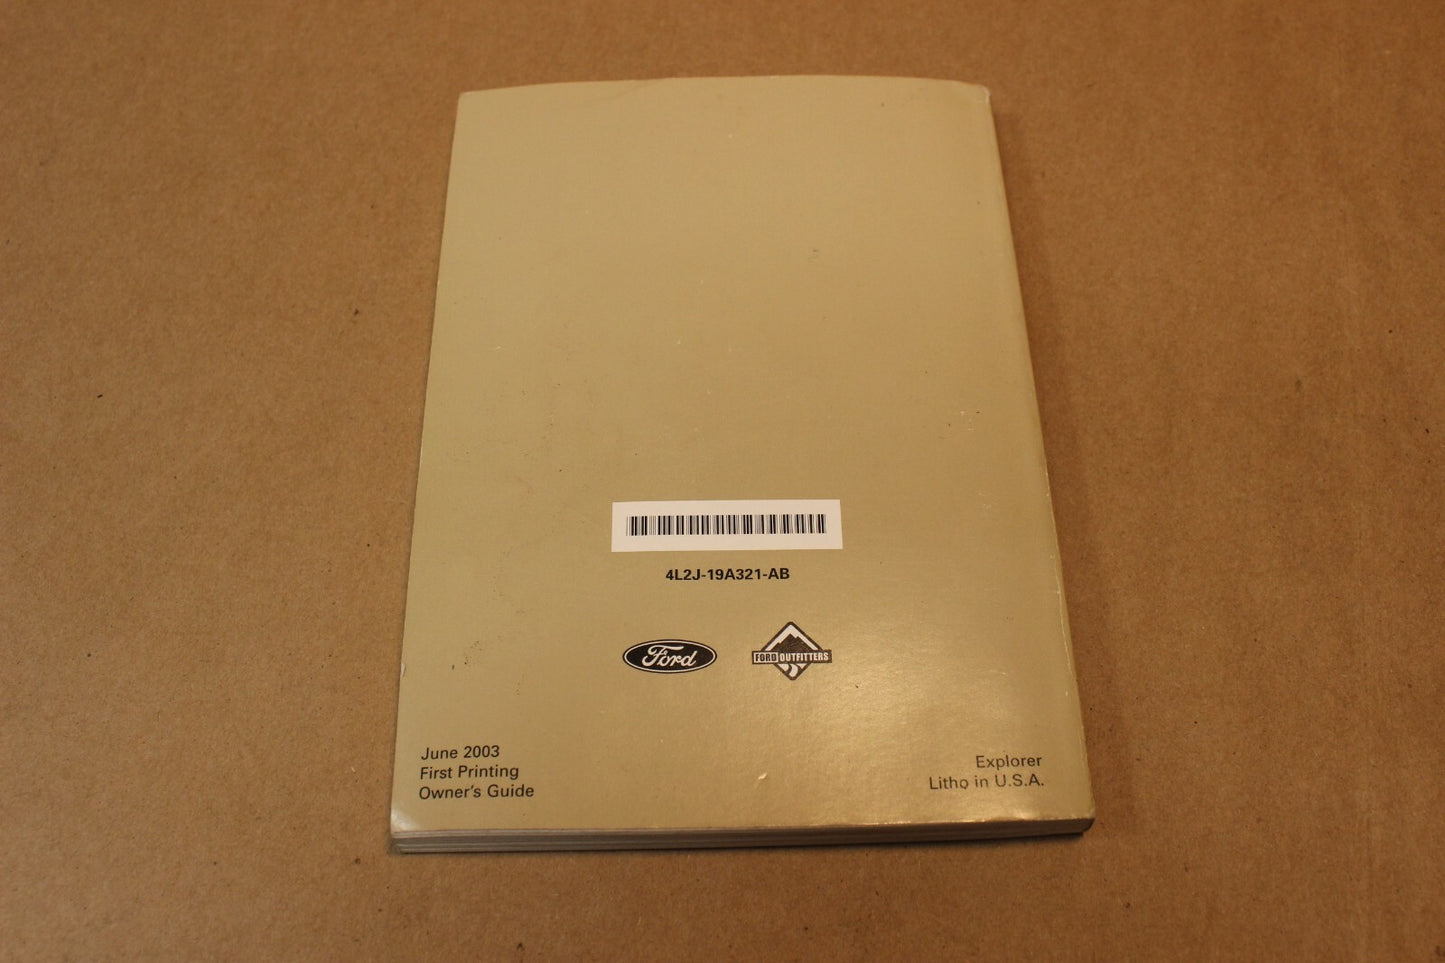 4L2J-19A321-AB
Ford
FORD OUTFITTERS
June 2003
First Printing
Owner's Guide
Explorer
Litho in U.S.A.